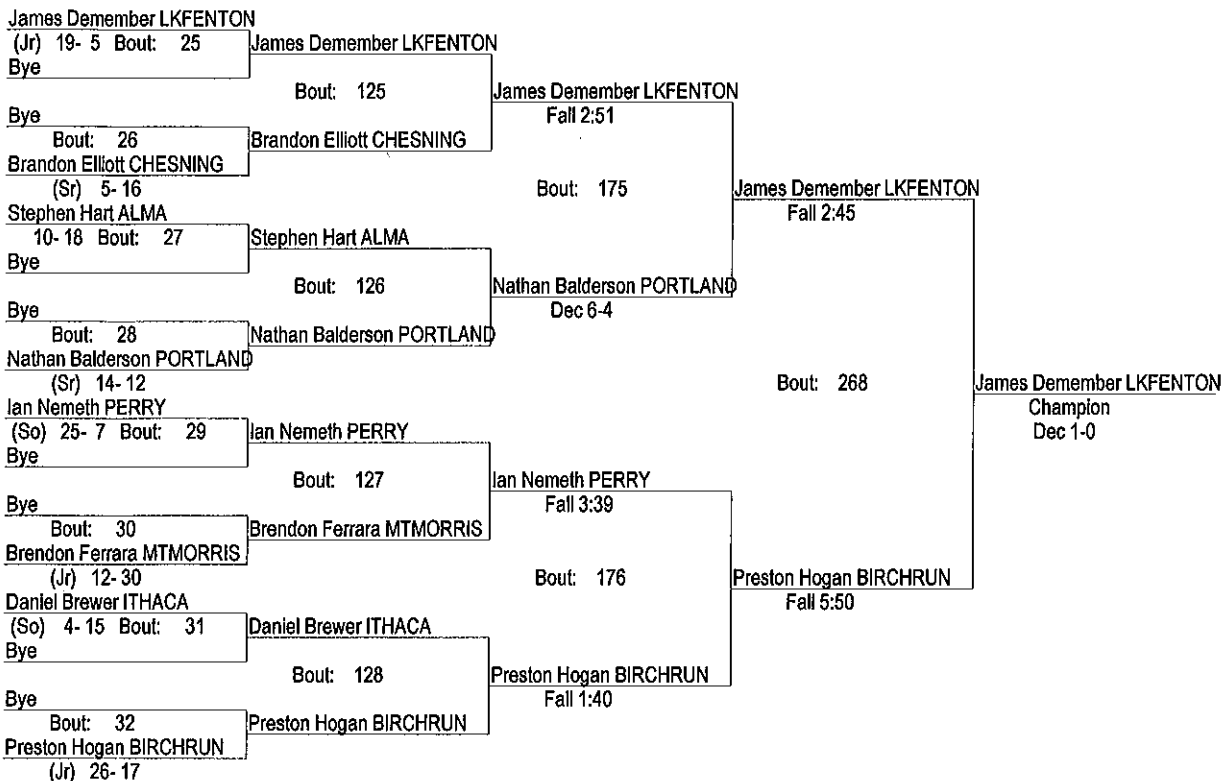 James Demember LKFENTON
(Jr) 19- 5 Bout: 25
Bye
James Demember LKFENTON
Bout: 125
Bye
Bout: 26
Brandon Elliott CHESNING
(Sr) 5- 16
Brandon Elliott CHESNING
James Demember LKFENTON
Fall 2:51
Bout: 175
Stephen Hart ALMA
10- 18 Bout: 27
Bye
Stephen Hart ALMA
Bout: 126
Bye
Bout: 28
Nathan Balderson PORTLAND
(Sr) 14- 12
Nathan Balderson PORTLAND
Nathan Balderson PORTLAND
Dec 6-4
James Demember LKFENTON
Fall 2:45
Bout: 268
Ian Nemeth PERRY
(So) 25- 7 Bout: 29
Bye
Ian Nemeth PERRY
Bout: 127
Bye
Bout: 30
Brendon Ferrara MTMORRIS
(Jr) 12- 30
Brendon Ferrara MTMORRIS
Ian Nemeth PERRY
Fall 3:39
Bout: 176
Daniel Brewer ITHACA
(So) 4- 15 Bout: 31
Bye
Daniel Brewer ITHACA
Bout: 128
Bye
Bout: 32
Preston Hogan BIRCHRUN
(Jr) 26- 17
Preston Hogan BIRCHRUN
Preston Hogan BIRCHRUN
Fall 1:40
Preston Hogan BIRCHRUN
Fall 5:50
James Demember LKFENTON
Champion
Dec 1-0